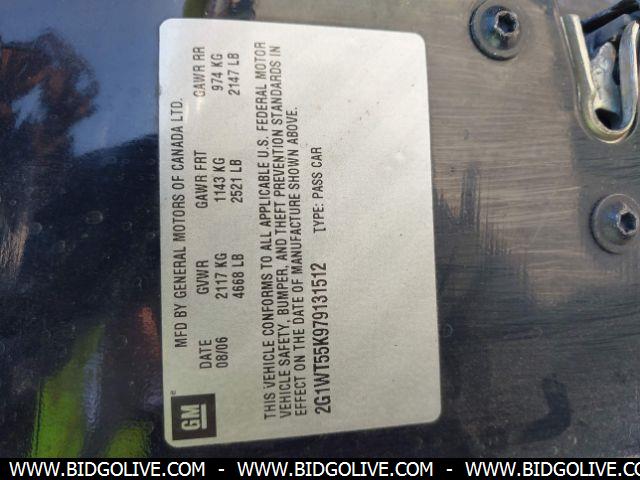 GM
MFD BY GENERAL MOTORS OF CANADA LTD.
DATE GVWR GAWR FRT GAWR RR
08/06 2117 KG 1143 KG 974 KG
4668 LB 2521 LB 2147 LB
THIS VEHICLE CONFORMS TO ALL APPLICABLE U.S. FEDERAL MOTOR
VEHICLE SAFETY, BUMPER, AND THEFT PREVENTION STANDARDS IN
EFFECT ON THE DATE OF MANUFACTURE SHOWN ABOVE.
2G1WT55K979131512 TYPE: PASS CAR
WWW.BIDGOLIVE.COM - WWW.BIDGOLIVE.COM - WWW.BIDGOLIVE.COM - WWW.BIDGOLIVE.COM